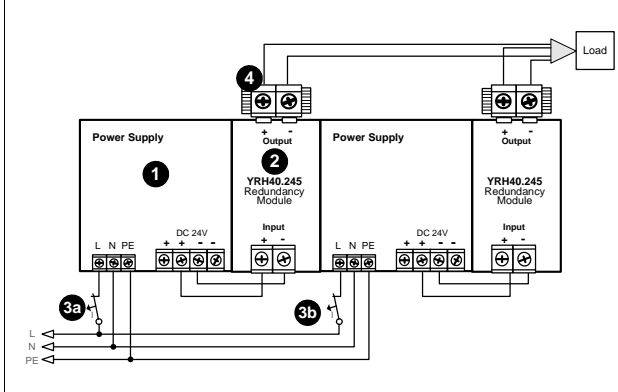 Load
4
Power Supply
+ -
Output
1
2
YRH40.245
Redundancy
Module
Input
+ -
DC 24V
+ + - -
L N PE
Power Supply
+ -
Output
YRH40.245
Redundancy
Module
Input
+ -
DC 24V
+ + - -
L N PE
3a
3b
L
N
PE